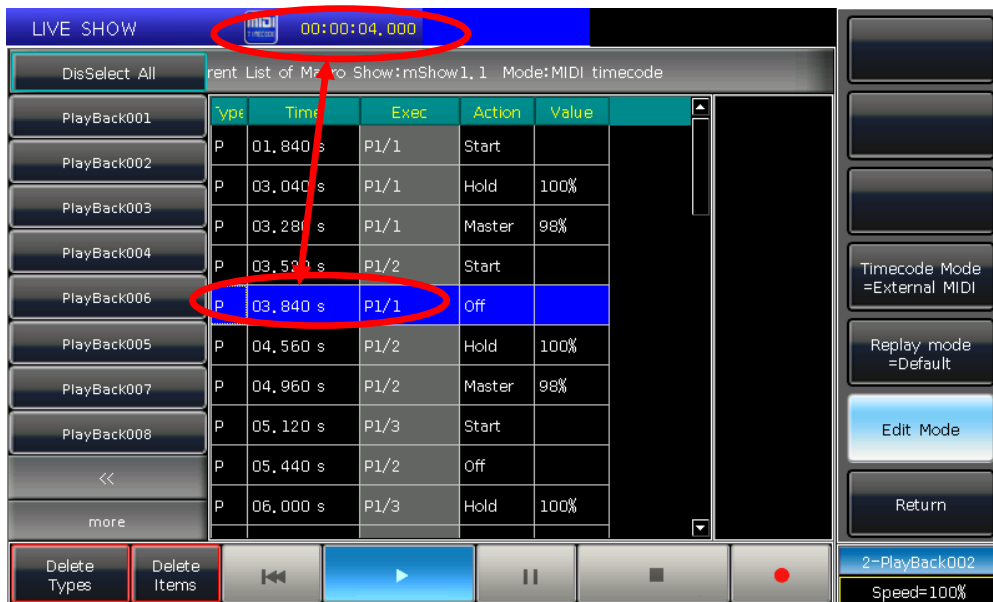 LIVE SHOW
MIDI
TIMECODE
00:00:04.000
DisSelect All
rent List of Macro Show:mShow1.1 Mode:MIDI timecode
Type Time Exec Action Value
P 01.840 s P1/1 Start
P 03.040 s P1/1 Hold 100%
P 03.280 s P1/1 Master 98%
P 03.520 s P1/2 Start
P 03.840 s P1/1 Off
P 04.560 s P1/2 Hold 100%
P 04.960 s P1/2 Master 98%
P 05.120 s P1/3 Start
P 05.440 s P1/2 Off
P 06.000 s P1/3 Hold 100%
PlayBack001
PlayBack002
PlayBack003
PlayBack004
PlayBack006
PlayBack005
PlayBack007
PlayBack008
<<
more
Timecode Mode
=External MIDI
Replay mode
=Default
Edit Mode
Return
Delete
Types
Delete
Items
2-PlayBack002
Speed=100%